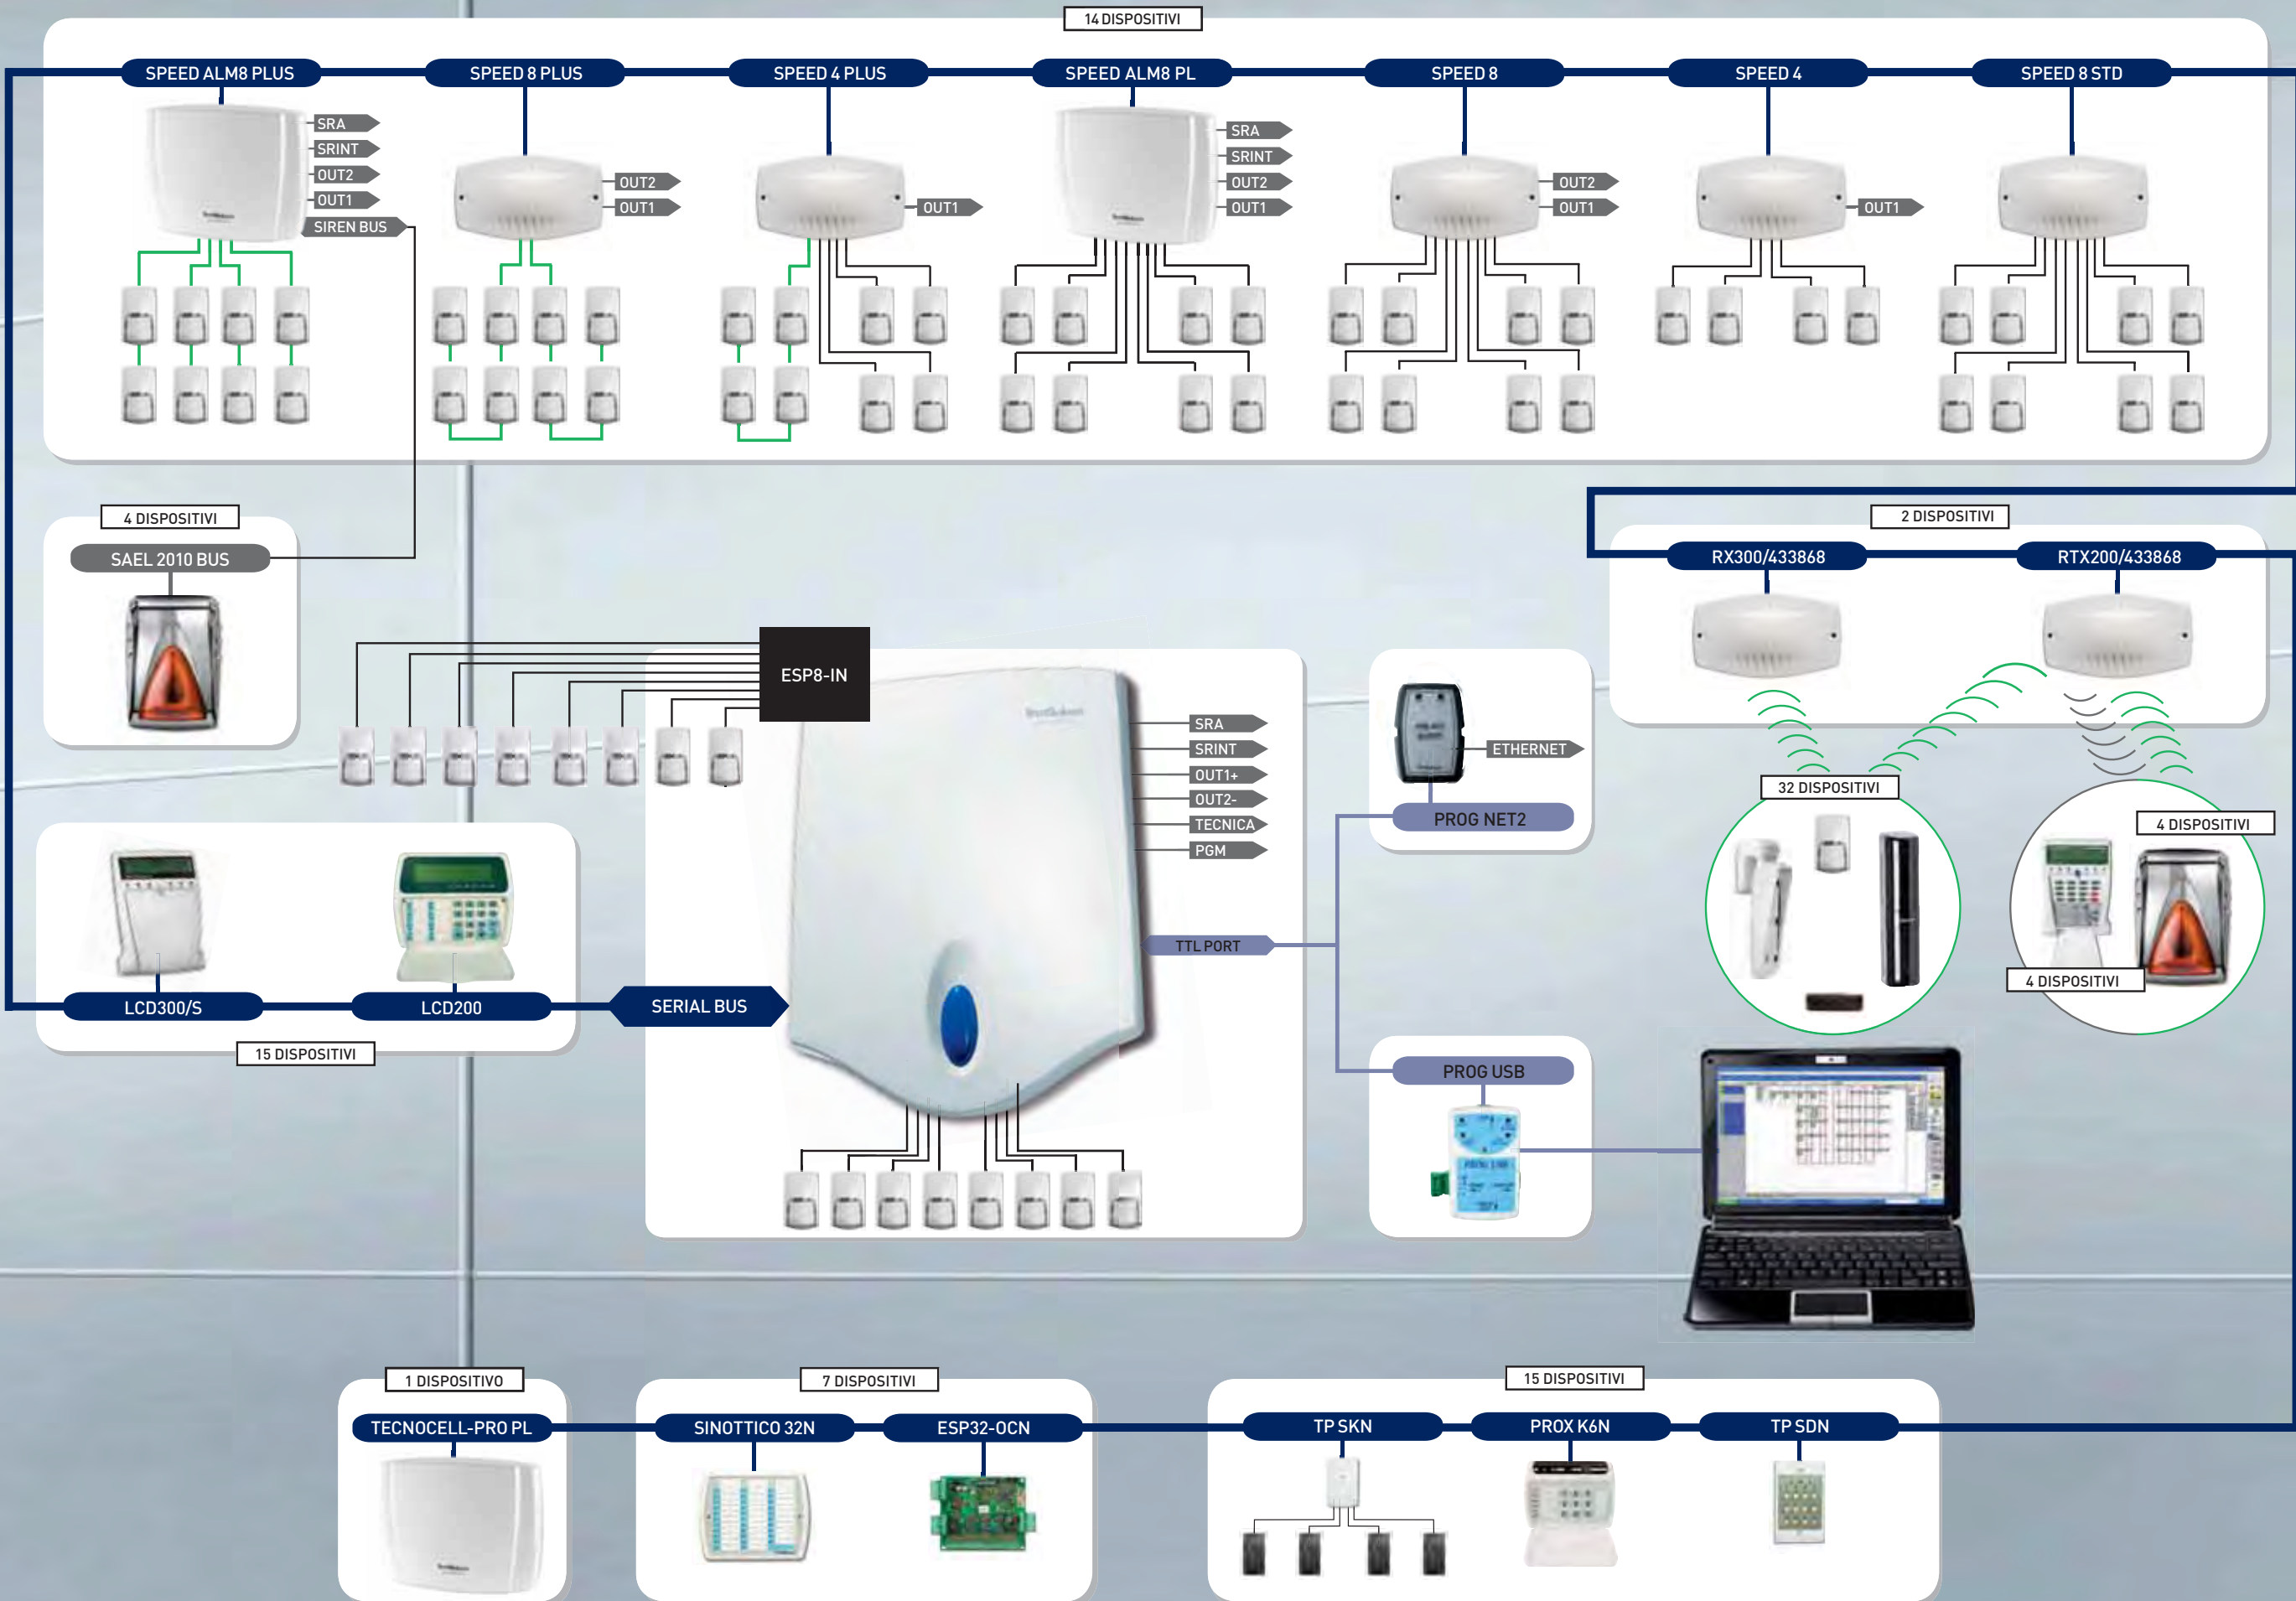 14 DISPOSITIVI
SPEED ALM8 PLUS
SPEED 8 PLUS
SPEED 4 PLUS
SPEED ALM8 PL
SPEED 8
SPEED 4
SPEED 8 STD
SRA
SRINT
OUT2
OUT1
SIREN BUS
OUT2
OUT1
OUT1
SRA
SRINT
OUT2
OUT1
OUT2
OUT1
OUT1
4 DISPOSITIVI
SAEL 2010 BUS
2 DISPOSITIVI
RX300/433868
RTX200/433868
ESP8-IN
SRA
SRINT
OUT1+
OUT2-
TECNICA
PGM
ETHERNET
PROG NET2
32 DISPOSITIVI
4 DISPOSITIVI
4 DISPOSITIVI
TTL PORT
LCD300/S
LCD200
SERIAL BUS
15 DISPOSITIVI
PROG USB
1 DISPOSITIVO
7 DISPOSITIVI
15 DISPOSITIVI
TECNOCELL-PRO PL
SINOTTICO 32N
ESP32-OCN
TP SKN
PROX K6N
TP SDN